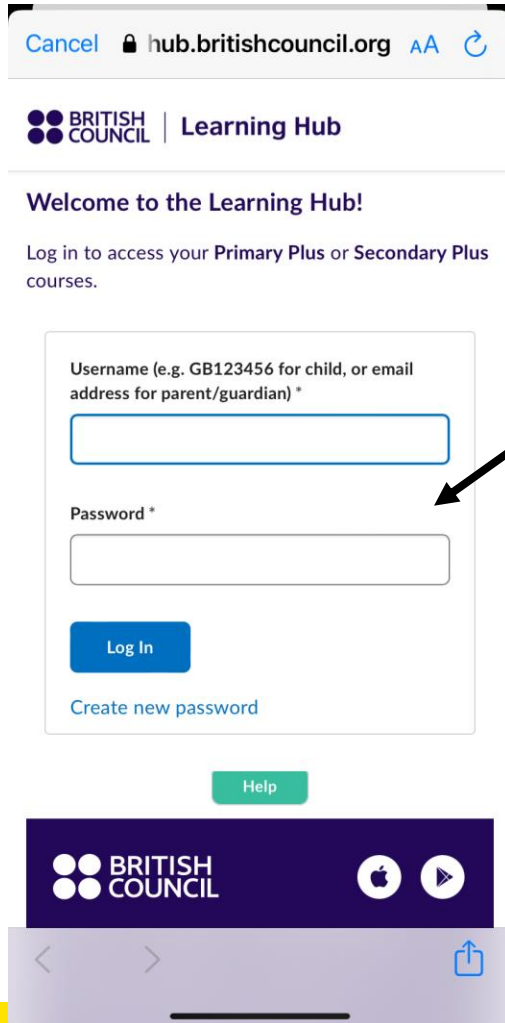 Cancel hub.britishcouncil.org AA
BRITISH
COUNCIL | Learning Hub
Welcome to the Learning Hub!
Log in to access your Primary Plus or Secondary Plus
courses.
Username (e.g. GB123456 for child, or email
address for parent/guardian) *
Password *
Log In
Create new password
Help
BRITISH
COUNCIL